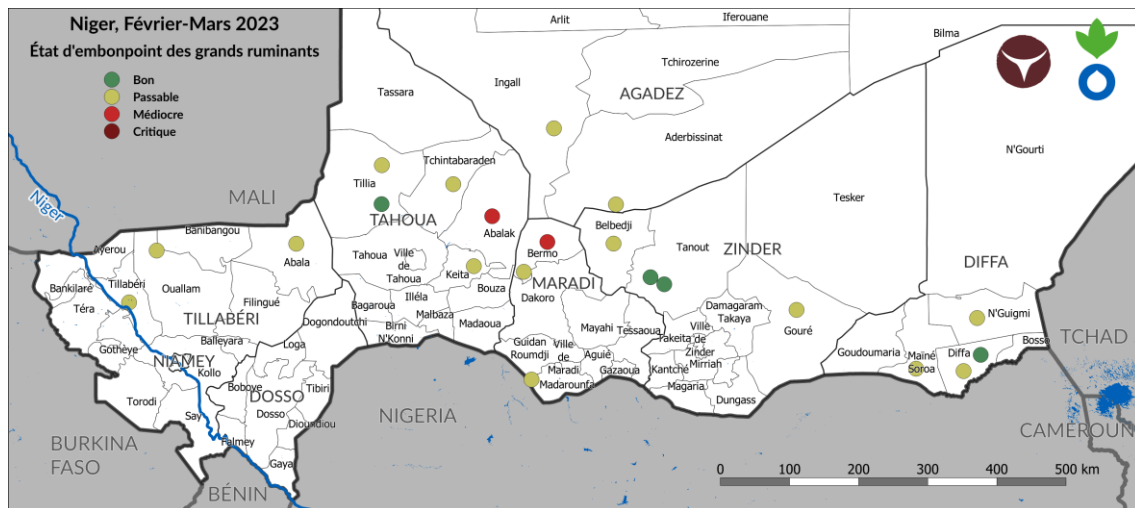 Niger, Février-Mars 2023
État d'embonpoint des grands ruminants
Bon
Passable
Médiocre
Critique
Arlit
Iferouane
Bilma
Tchirozerine
Ingall
Tassara
AGADEZ
Aderbissinat
N'Gourti
Tchintabaraden
Tillia
MALI
Niger
Tesker
TAHOUA
Abalak
Belbedji
Banibangou
Ayerou
Tanout
ZINDER
Bermo
Abala
Tahoua
Ville
de
Tahoua
Keita
MARADI
DIFFA
Tillabéri
Ouallam
Bankilaré
Téra
Filingué
Bouza
Dakoro
Illéla
Bagaroua
Malbaza
Madaoua
Damagaram
Takaya
N'Guigmi
TILLABÉRI
Dogondoutchi
Birni
N'Konni
Mayahi
Tessaoua
Gouré
TCHAD
Gothèye
Balleyara
Loga
Guidan
Roumdji
Ville
de
Maradi
Aguié
Gazaoua
Takeita
Ville
de
Zinder
Mirriah
Goudoumaria
Mainé
Soroa
Diffa
Bosso
NIAMEY
Kollo
Kantché
Magaria
Madarounfa
Boboye
DOSSO
Tibiri
Dungass
Torodi
Say
Dosso
Dioundiou
NIGERIA
CAMEROUN
BURKINA
FASO
Falmey
Gaya
BÉNIN
0 100 200 300 400 500 km